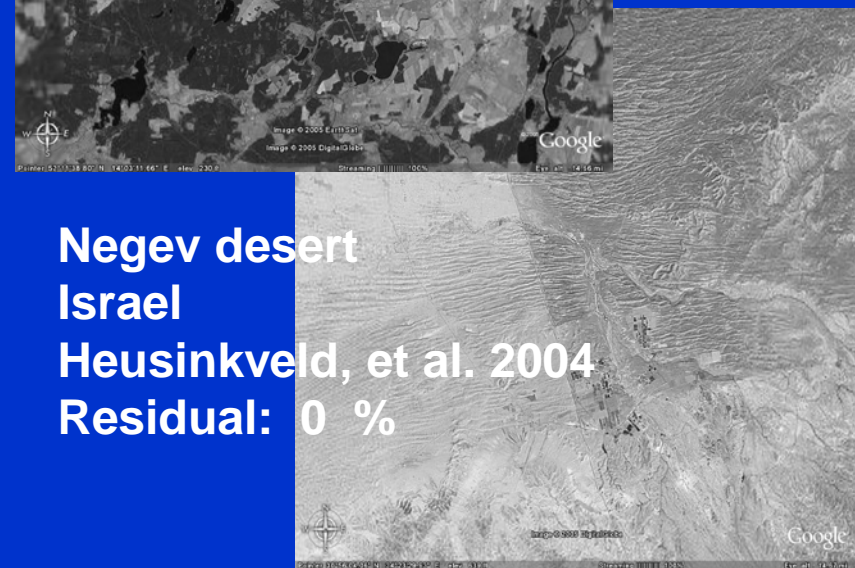 N
W E
Image © 2005 EarthSat
Image © 2005 DigitalGlobe
Google
Streaming |||||||||| 100%
Negev desert
Israel
Heusinkveld, et al. 2004
Residual: 0 %
Image © 2005 DigitalGlobe
Google